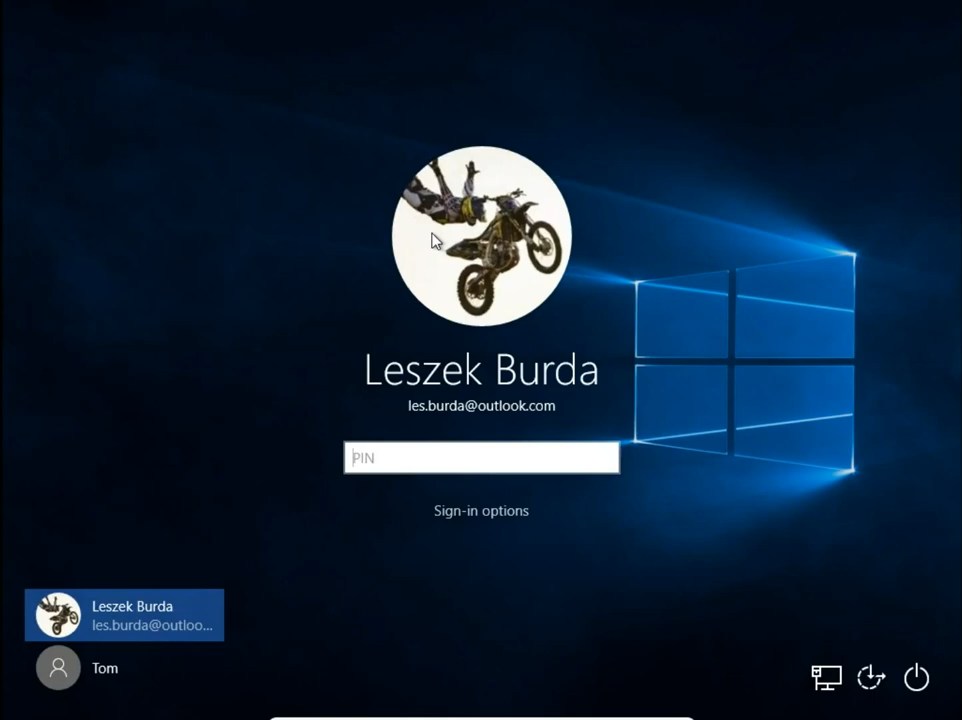 Leszek Burda
les.burda@outlook.com
PIN
Sign-in options
Leszek Burda
les.burda@outloo...
Tom